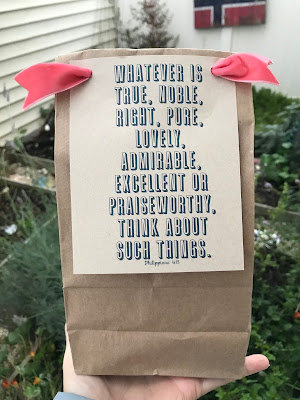 WHATEVER IS
TRUE, NOBLE,
RIGHT, PURE,
LOVELY,
ADMIRABLE,
EXCELLENT OR
PRAISEWORTHY,
THINK ABOUT
SUCH THINGS.
Philippians 4:8